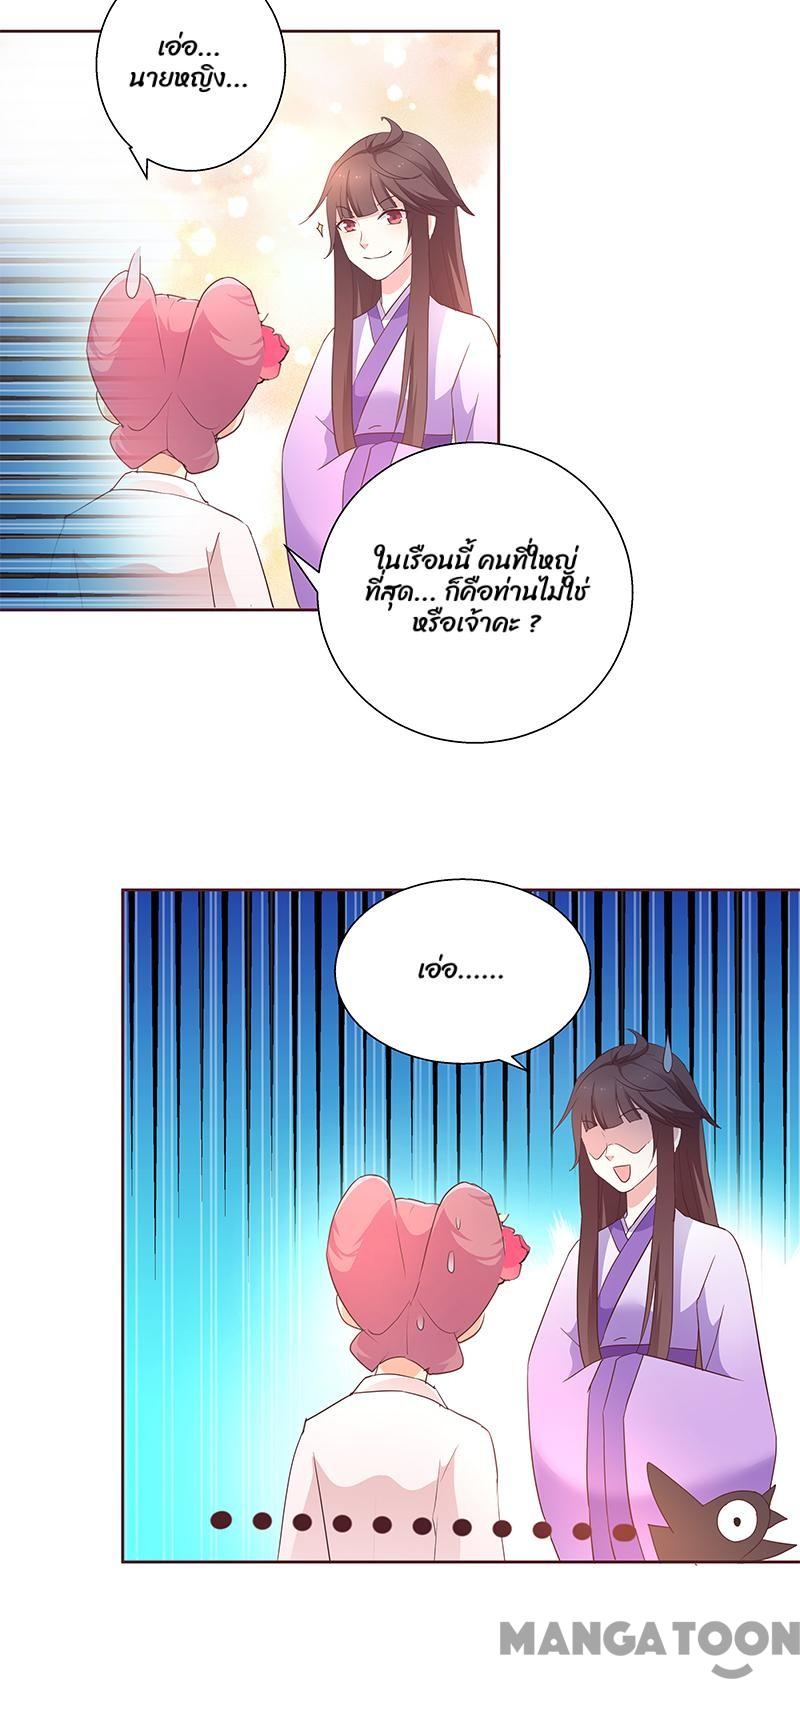 เอ่อ...
นายหญิง...
ในเรือนนี้ คนที่ใหญ่
ที่สุด... ก็คือท่านไม่ใช่
หรือเจ้าคะ ?
เอ่อ......
MANGATOON